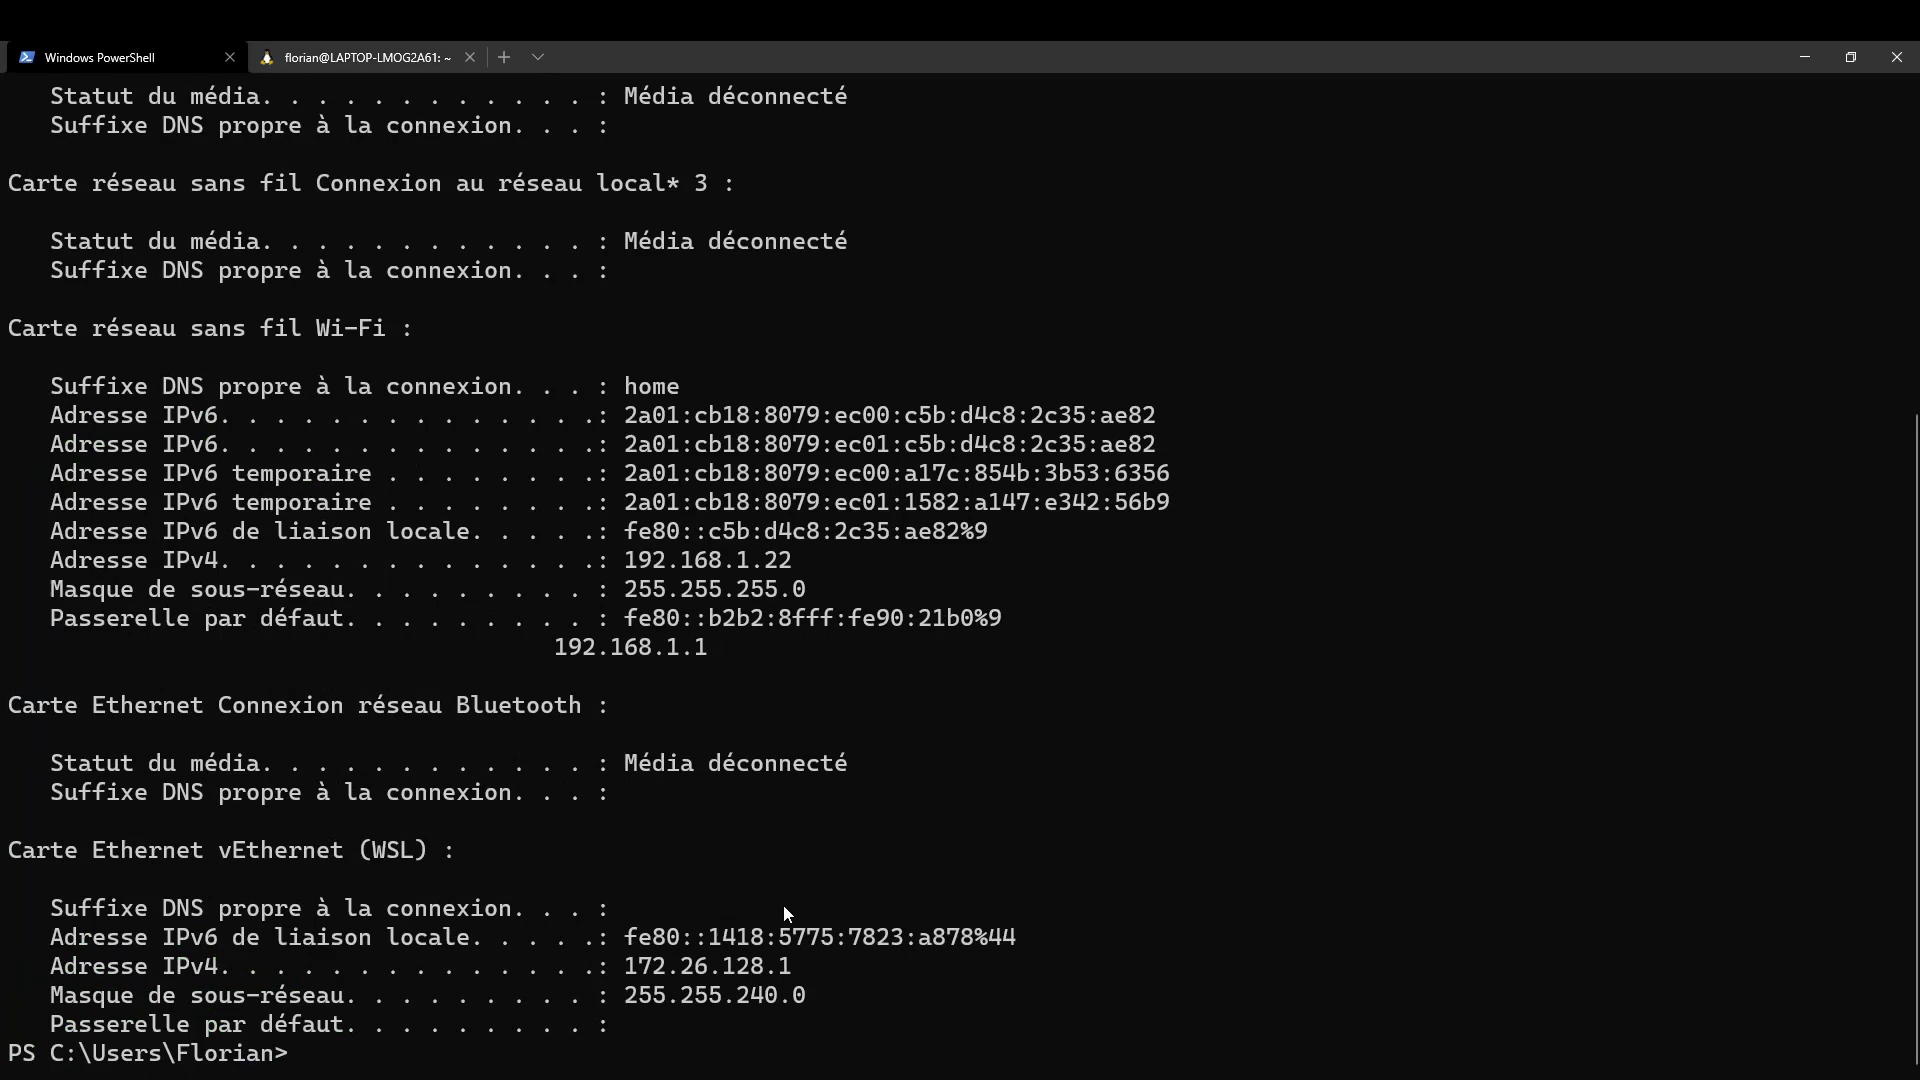 Windows PowerShell
florian@LAPTOP-LMOG2A61: ~
Statut du média. . . . . . . . . . . . : Média déconnecté
Suffixe DNS propre à la connexion. . . :
Carte réseau sans fil Connexion au réseau local* 3 :
Statut du média. . . . . . . . . . . . : Média déconnecté
Suffixe DNS propre à la connexion. . . :
Carte réseau sans fil Wi-Fi :
Suffixe DNS propre à la connexion. . . : home
Adresse IPv6. . . . . . . . . . . . . .: 2a01:cb18:8079:ec00:c5b:d4c8:2c35:ae82
Adresse IPv6. . . . . . . . . . . . . .: 2a01:cb18:8079:ec01:c5b:d4c8:2c35:ae82
Adresse IPv6 temporaire . . . . . . . .: 2a01:cb18:8079:ec00:a17c:854b:3b53:6356
Adresse IPv6 temporaire . . . . . . . .: 2a01:cb18:8079:ec01:1582:a147:e342:56b9
Adresse IPv6 de liaison locale. . . . .: fe80::c5b:d4c8:2c35:ae82%9
Adresse IPv4. . . . . . . . . . . . . .: 192.168.1.22
Masque de sous-réseau. . . . . . . . . : 255.255.255.0
Passerelle par défaut. . . . . . . . . : fe80::b2b2:8fff:fe90:21b0%9
192.168.1.1
Carte Ethernet Connexion réseau Bluetooth :
Statut du média. . . . . . . . . . . . : Média déconnecté
Suffixe DNS propre à la connexion. . . :
Carte Ethernet vEthernet (WSL) :
Suffixe DNS propre à la connexion. . . :
Adresse IPv6 de liaison locale. . . . .: fe80::1418:5775:7823:a878%44
Adresse IPv4. . . . . . . . . . . . . .: 172.26.128.1
Masque de sous-réseau. . . . . . . . . : 255.255.240.0
Passerelle par défaut. . . . . . . . . :
PS C:\Users\Florian>